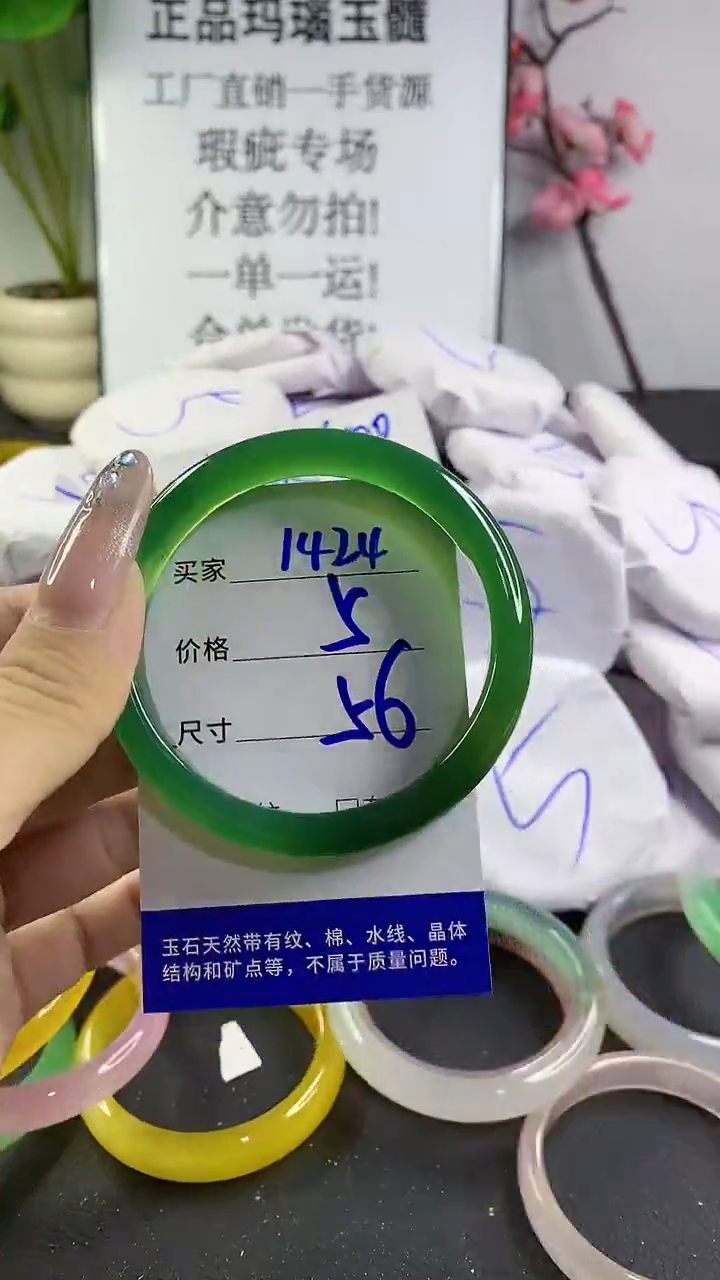 正品玛瑙玉髓
工厂直销一手货源
瑕疵专场
介意勿拍!
一单一运!
买家 1424
价格 5
尺寸 56
5
玉石天然带有纹、棉、水线、晶体
结构和矿点等，不属于质量问题。